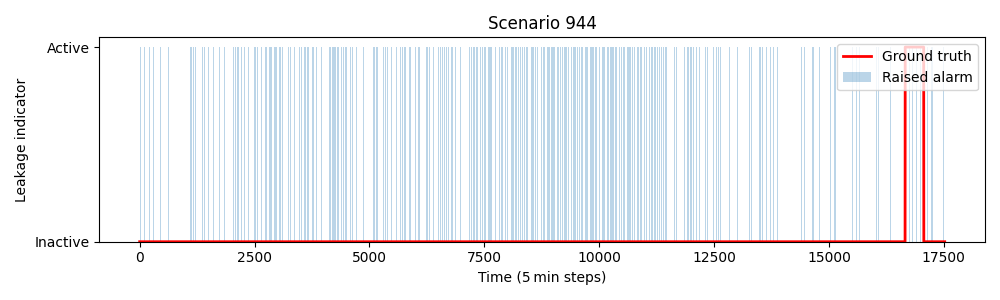 Scenario 944
Leakage indicator
Active
Inactive
Ground truth
Raised alarm
0 2500 5000 7500 10000 12500 15000 17500
Time (5 min steps)